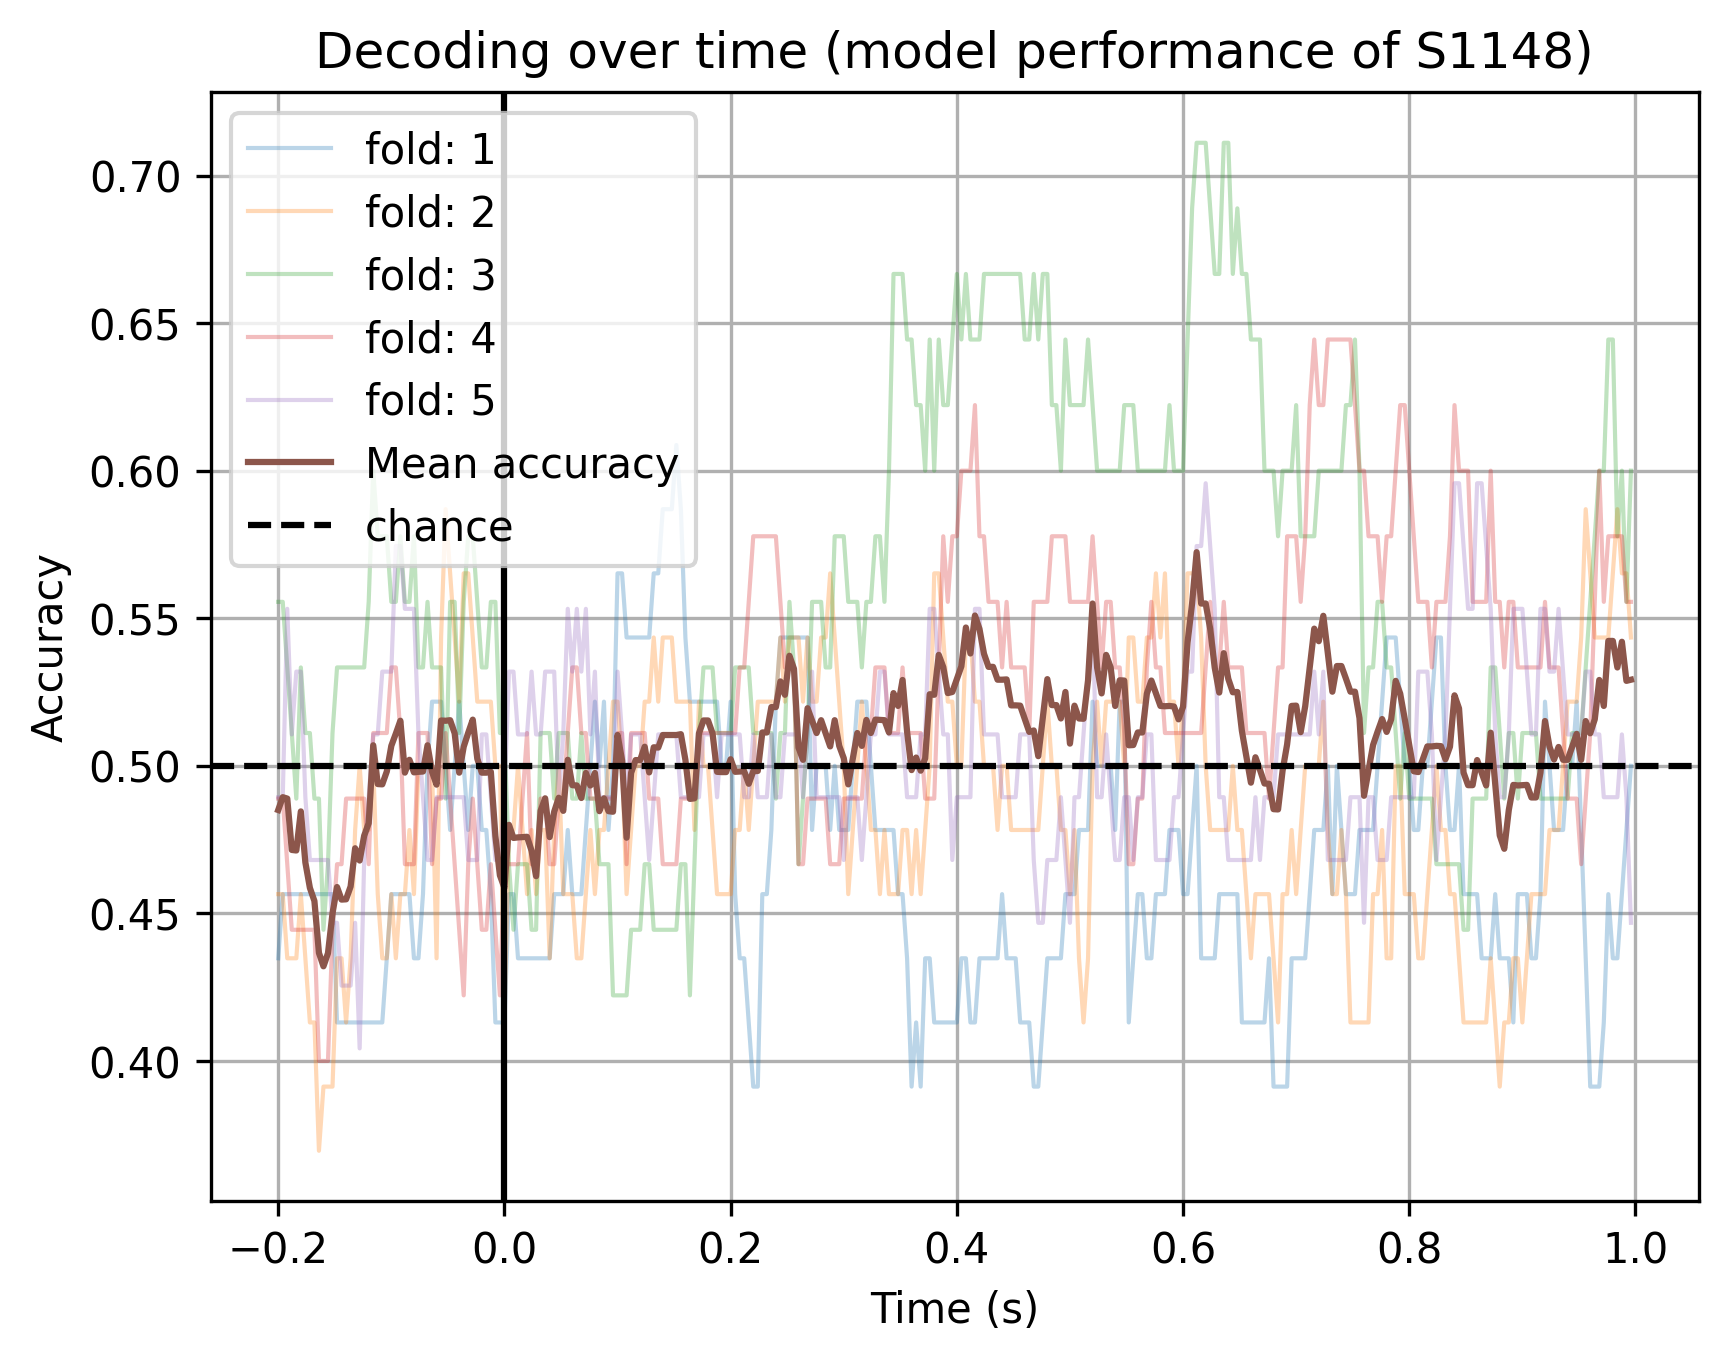 Decoding over time (model performance of S1148)
fold: 1
fold: 2
fold: 3
fold: 4
fold: 5
Mean accuracy
chance
Accuracy
0.70
0.65
0.60
0.55
0.50
0.45
0.40
−0.2
0.0
0.2
0.4
0.6
0.8
1.0
Time (s)